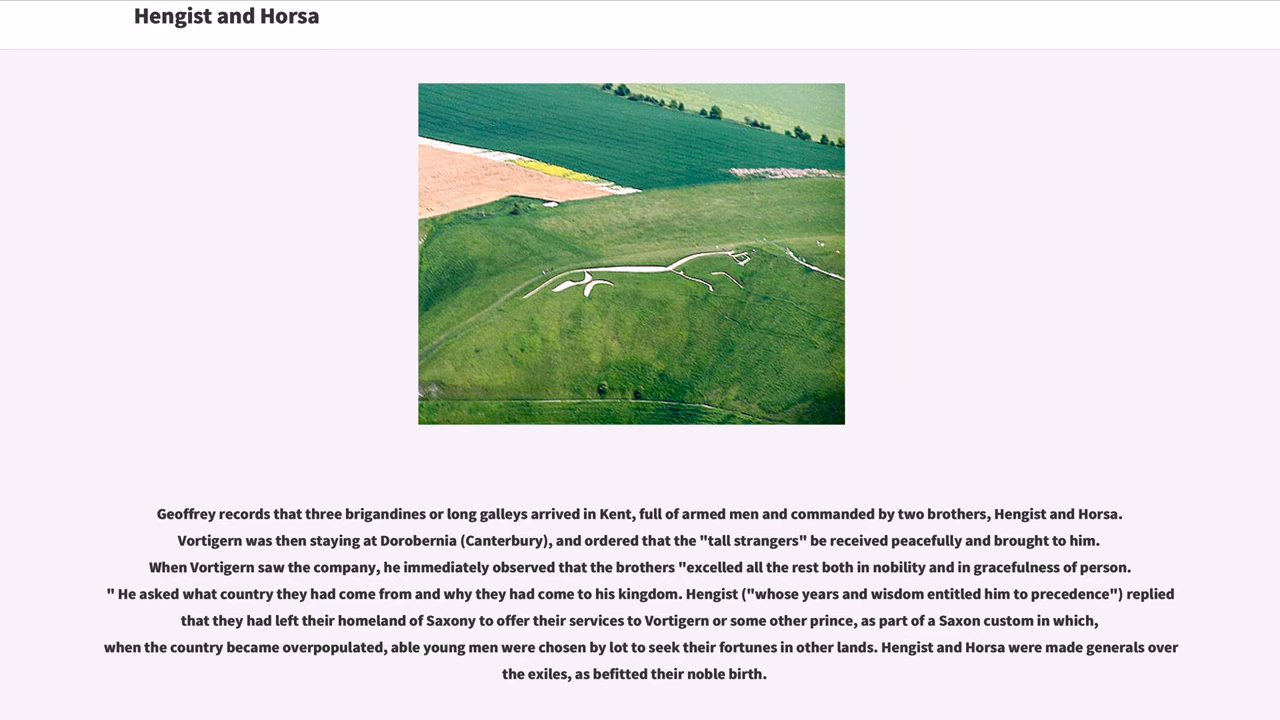 Hengist and Horsa
Geoffrey records that three brigandines or long galleys arrived in Kent, full of armed men and commanded by two brothers, Hengist and Horsa.
Vortigern was then staying at Dorobernia (Canterbury), and ordered that the "tall strangers" be received peacefully and brought to him.
When Vortigern saw the company, he immediately observed that the brothers "excelled all the rest both in nobility and in gracefulness of person.
" He asked what country they had come from and why they had come to his kingdom. Hengist ("whose years and wisdom entitled him to precedence") replied
that they had left their homeland of Saxony to offer their services to Vortigern or some other prince, as part of a Saxon custom in which,
when the country became overpopulated, able young men were chosen by lot to seek their fortunes in other lands. Hengist and Horsa were made generals over
the exiles, as befitted their noble birth.